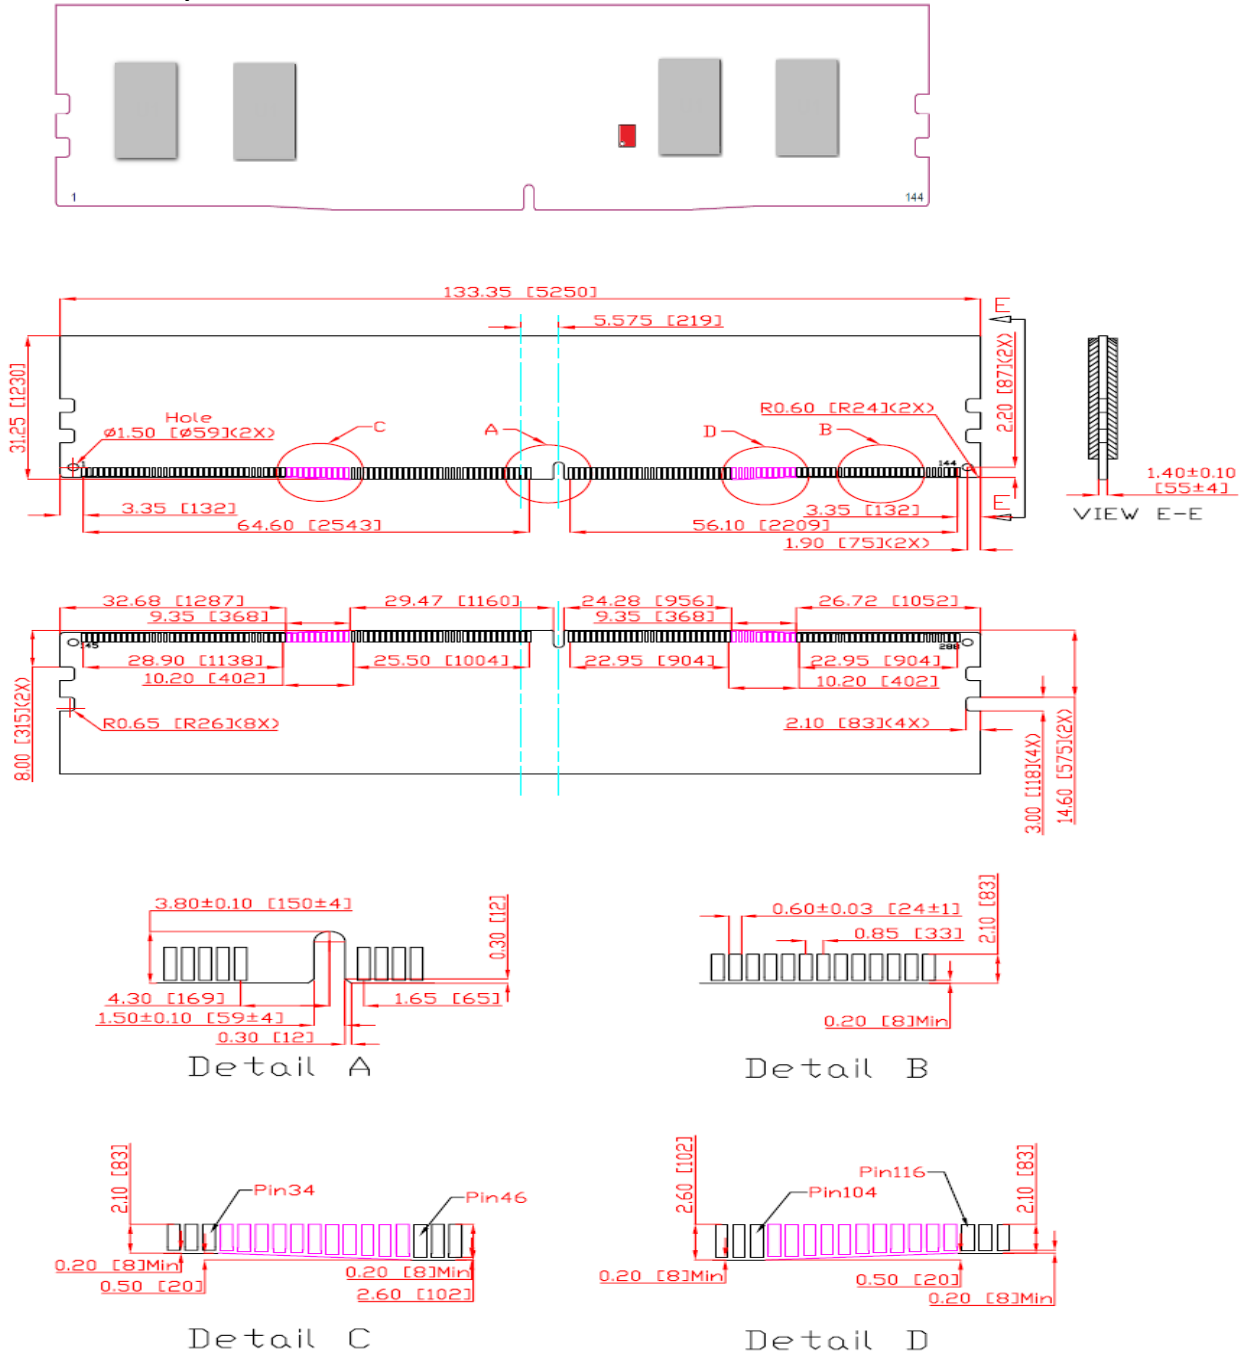 1
144
133.35 [5250]
5.575 [219]
E
31.25 [1230]
2.20 [87](2X)
Hole
ø1.50 [ø59](2X)
C
A
D
B
R0.60 [R24](2X)
144
1
3.35 [132]
64.60 [2543]
56.10 [2209]
3.35 [132]
E
1.90 [75](2X)
1.40±0.10
[55±4]
VIEW E-E
32.68 [1287]
29.47 [1160]
24.28 [956]
26.72 [1052]
9.35 [368]
9.35 [368]
145
288
28.90 [1138]
25.50 [1004]
22.95 [904]
22.95 [904]
10.20 [402]
10.20 [402]
8.00 [315](2X)
R0.65 [R26](8X)
2.10 [83](4X)
3.00 [118](4X)
14.60 [575](2X)
3.80±0.10 [150±4]
0.30 [12]
4.30 [169]
1.65 [65]
1.50±0.10 [59±4]
0.30 [12]
Detail A
0.60±0.03 [24±1]
0.85 [33]
2.10 [83]
0.20 [8]Min
Detail B
2.10 [83]
Pin34
Pin46
0.20 [8]Min
0.50 [20]
0.20 [8]Min
2.60 [102]
Detail C
2.60 [102]
Pin104
Pin116
2.10 [83]
0.20 [8]Min
0.50 [20]
0.20 [8]Min
Detail D